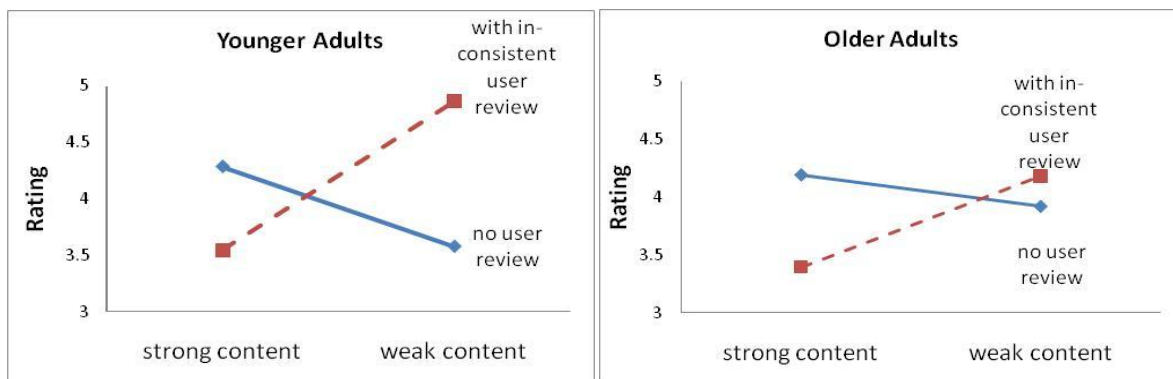 Younger Adults
with in-
consistent
user
review
5
4.5
4
3.5
3
Rating
no user
review
strong content
weak content
Older Adults
with in-
consistent
user
review
5
4.5
4
3.5
3
Rating
no user
review
strong content
weak content